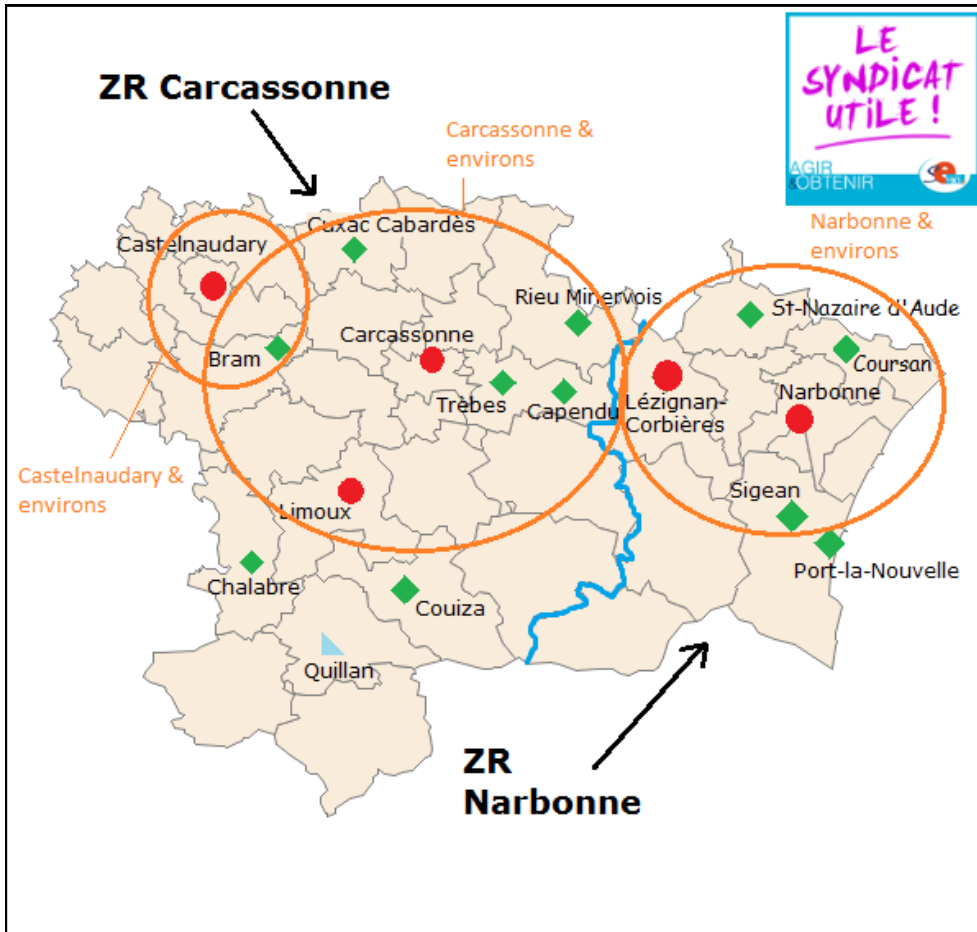 LE
SYNDICAT
UTILE !
AGIR
&OBTENIR
ZR Carcassonne
Carcassonne &
environs
Narbonne &
environs
Cuxac Cabardès
Castelnaudary
Rieu Minervois
St-Nazaire d'Aude
Carcassonne
Bram
Coursan
Trèbes
Capendu
Lézignan-
Corbières
Narbonne
Castelnaudary &
environs
Limoux
Sigean
Chalabre
Couiza
Port-la-Nouvelle
Quillan
ZR
Narbonne